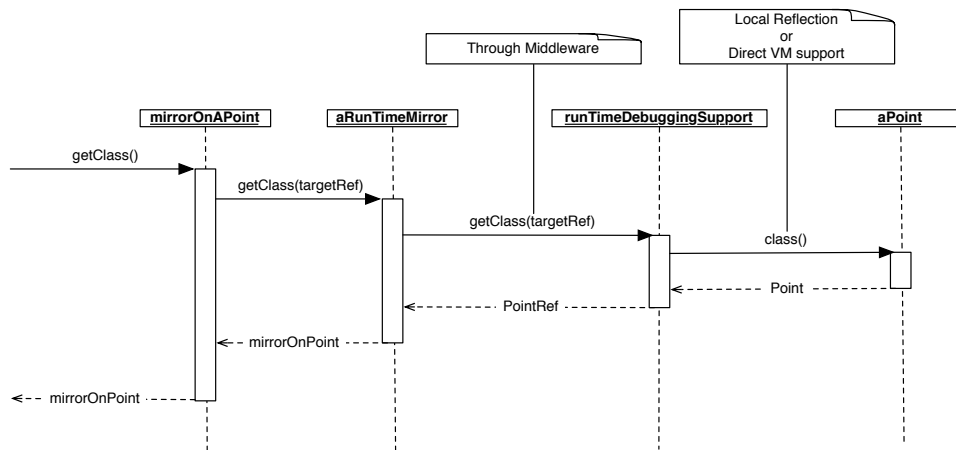 Through Middleware
Local Reflection
or
Direct VM support
mirrorOnAPoint
aRunTimeMirror
runTimeDebuggingSupport
aPoint
getClass()
getClass(targetRef)
getClass(targetRef)
class()
Point
PointRef
mirrorOnPoint
mirrorOnPoint